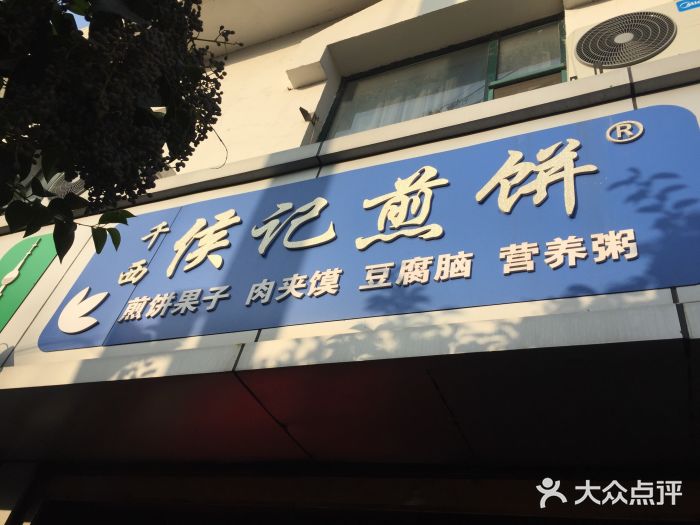 千西 侯记煎饼®
煎饼果子 肉夹馍 豆腐脑 营养粥
大众点评